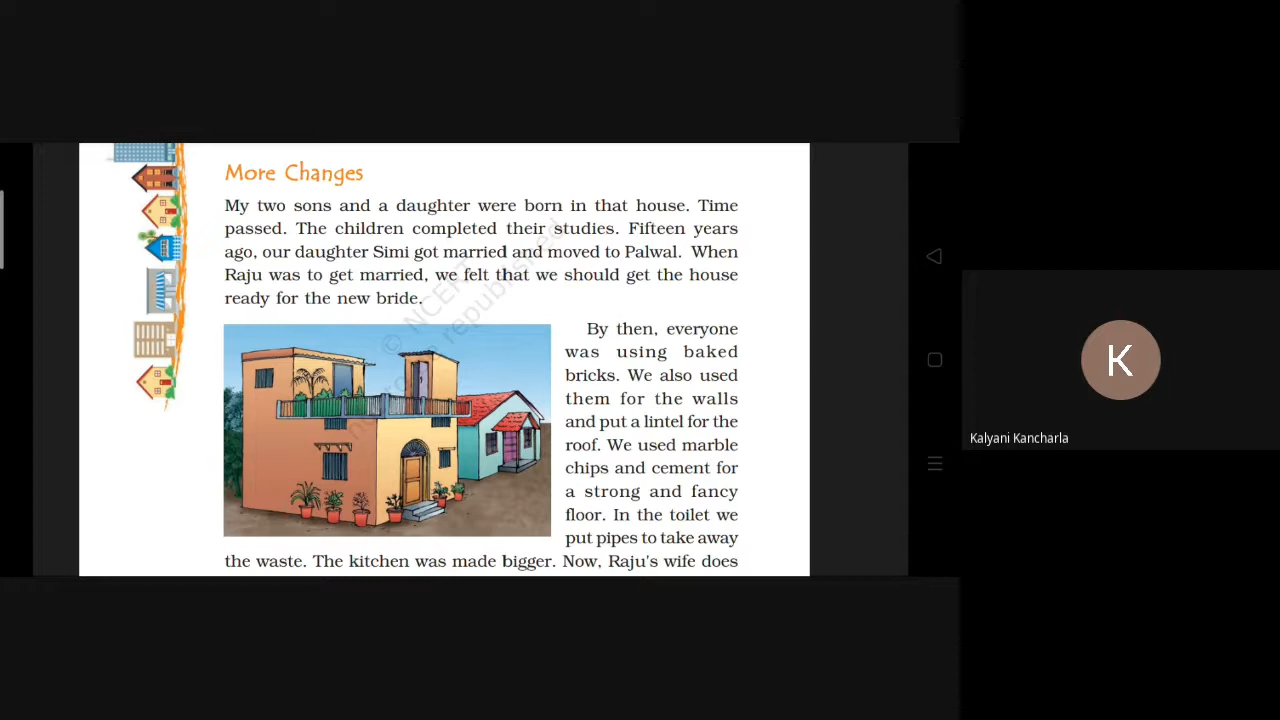 More Changes
My two sons and a daughter were born in that house. Time
passed. The children completed their studies. Fifteen years
ago, our daughter Simi got married and moved to Palwal. When
Raju was to get married, we felt that we should get the house
ready for the new bride.
By then, everyone
was using baked
bricks. We also used
them for the walls
and put a lintel for the
roof. We used marble
chips and cement for
a strong and fancy
floor. In the toilet we
put pipes to take away
the waste. The kitchen was made bigger. Now, Raju's wife does
© NCERT
not to be republished
K
Kalyani Kancharla